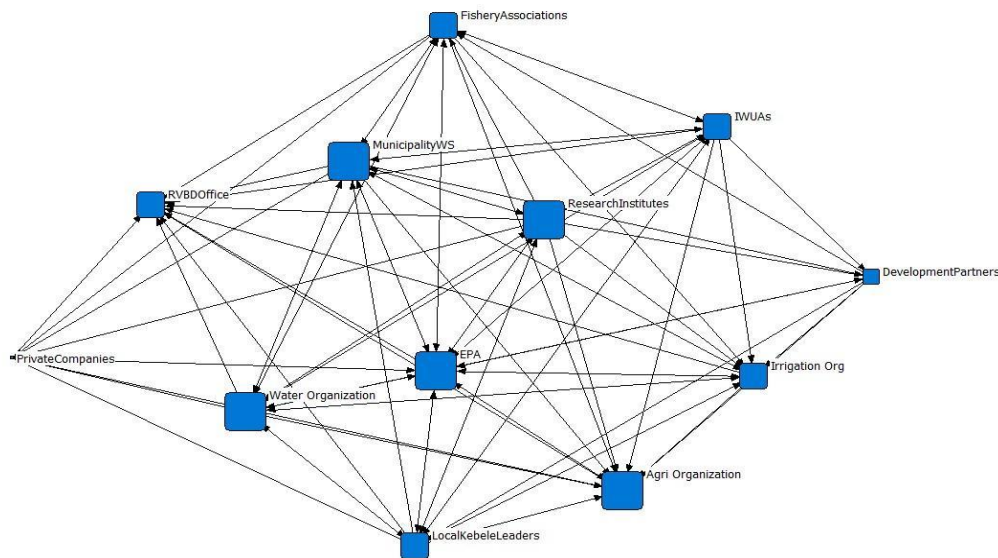 FisheryAssociations
IWUAs
MunicipalityWS
RVBDOffice
ResearchInstitutes
DevelopmentPartners
PrivateCompanies
EPA
Irrigation Org
Water Organization
Agri Organization
LocalKebeleLeaders